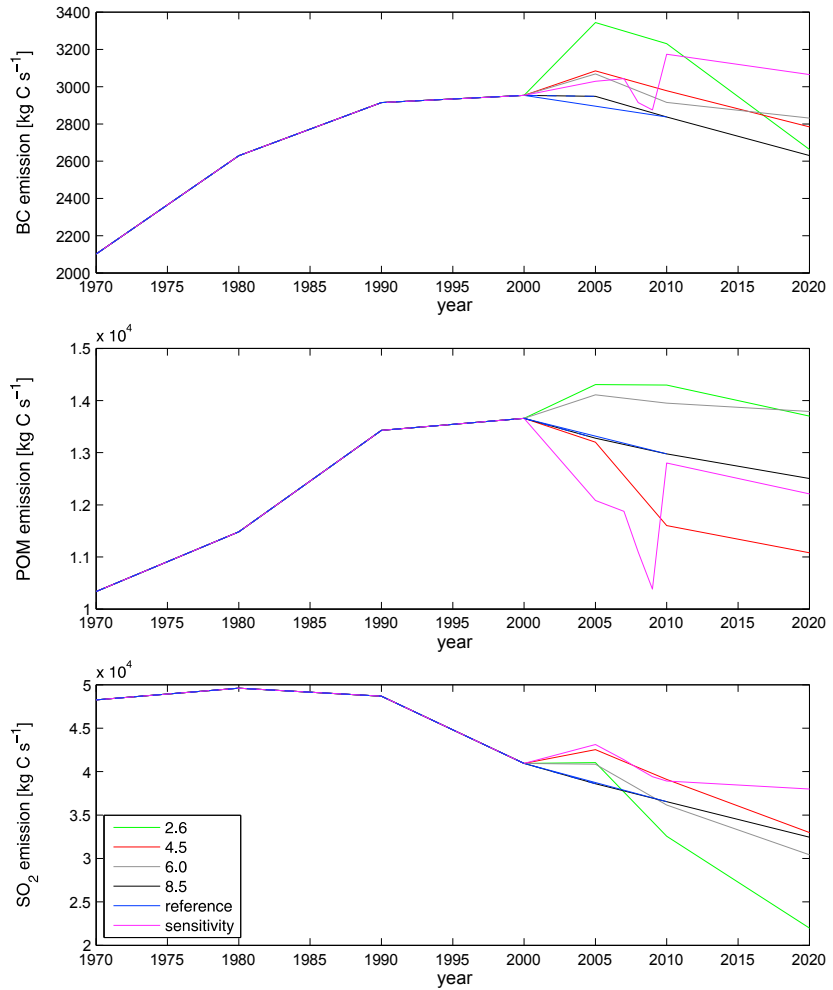 3400
3200
3000
2800
2600
2400
2200
2000
BC emission [kg C s⁻¹]
1970 1975 1980 1985 1990 1995 2000 2005 2010 2015 2020
year
x 10⁴
1.5
1.4
1.3
1.2
1.1
1
POM emission [kg C s⁻¹]
1970 1975 1980 1985 1990 1995 2000 2005 2010 2015 2020
year
x 10⁴
5
4.5
4
3.5
3
2.5
2
SO₂ emission [kg C s⁻¹]
2.6
4.5
6.0
8.5
reference
sensitivity
1970 1975 1980 1985 1990 1995 2000 2005 2010 2015 2020
year